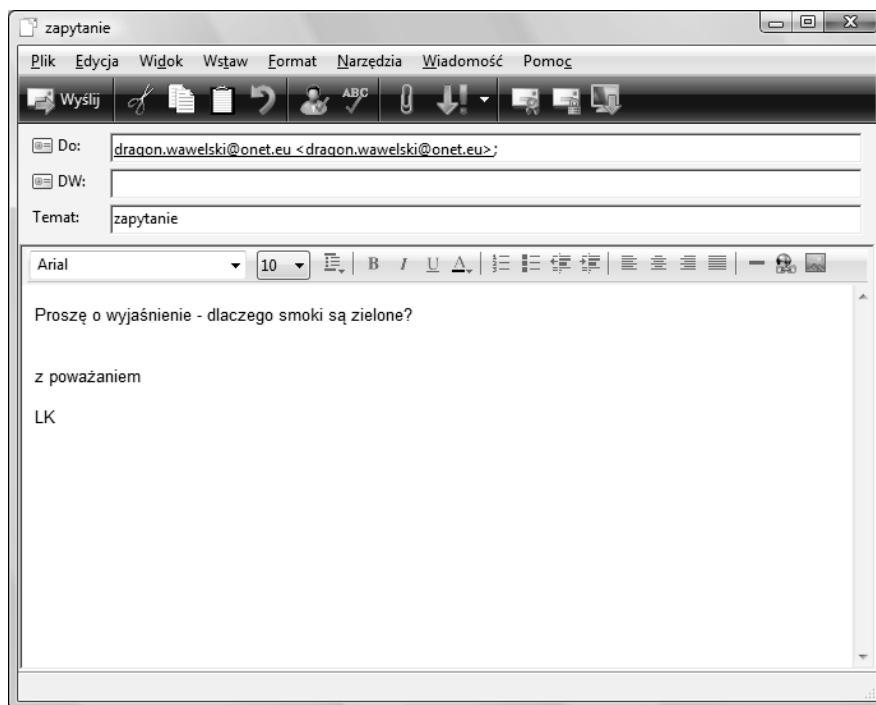 zapytanie
Plik Edycja Widok Wstaw Format Narzędzia Wiadomość Pomoc
Wyślij ABC
Do: dragon.wawelski@onet.eu <dragon.wawelski@onet.eu>;
DW:
Temat: zapytanie
Arial 10 B I U A
Proszę o wyjaśnienie - dlaczego smoki są zielone?
z poważaniem
LK